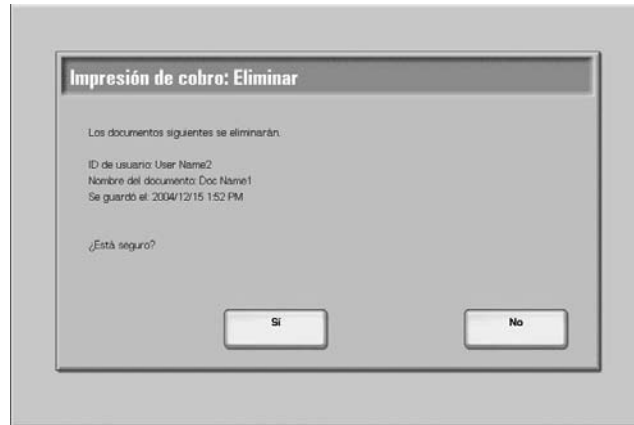 Impresión de cobro: Eliminar
Los documentos siguientes se eliminarán.
ID de usuario: User Name2
Nombre del documento: Doc Name1
Se guardó el: 2004/12/15 1:52 PM
¿Está seguro?
Sí
No